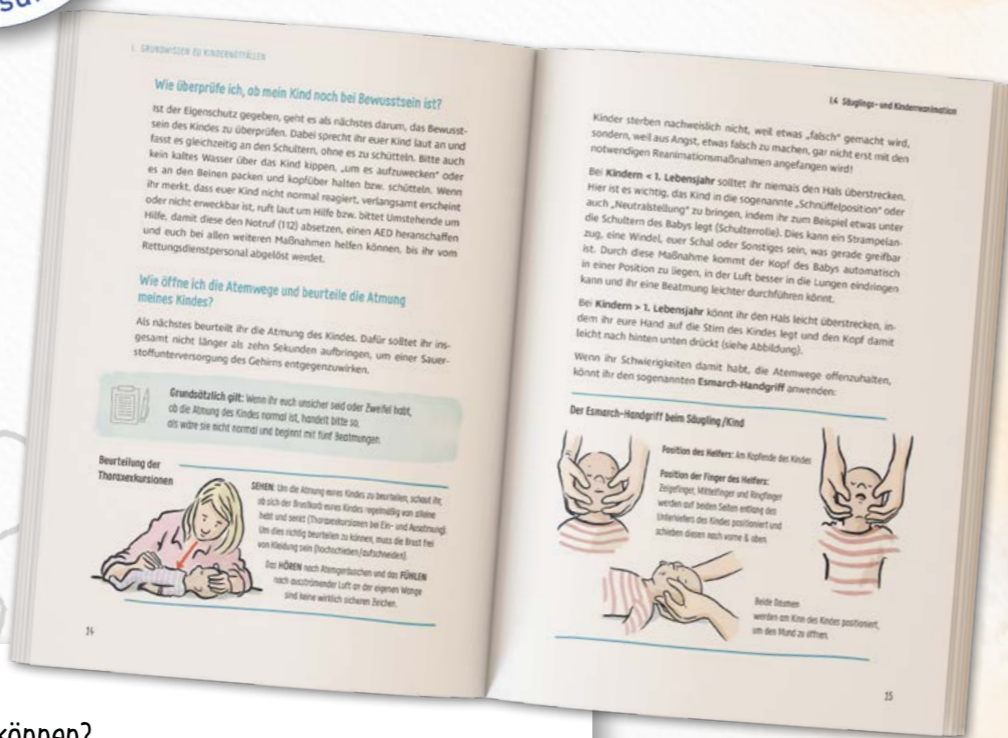 su
I. GRUNDWISSEN ZU KINDERNOTFÄLLEN
Wie überprüfe ich, ob mein Kind noch bei Bewusstsein ist?
Ist der Eigenschutz gegeben, geht es als nächstes darum, das Bewusst-
sein des Kindes zu überprüfen. Dabei sprecht ihr euer Kind laut an und
fasst es gleichzeitig an den Schultern, ohne es zu schütteln. Bitte auch
kein kaltes Wasser über das Kind kippen, „um es aufzuwecken“ oder
es an den Beinen packen und kopfüber halten bzw. schütteln. Wenn
ihr merkt, dass euer Kind nicht normal reagiert, verlangsamt erscheint
oder nicht erweckbar ist, ruft laut um Hilfe bzw. bittet Umstehende um
Hilfe, damit diese den Notruf (112) absetzen, einen AED heranschaffen
und euch bei allen weiteren Maßnahmen helfen können, bis ihr vom
Rettungsdienstpersonal abgelöst werdet.
Wie öffne ich die Atemwege und beurteile die Atmung
meines Kindes?
Als nächstes beurteilt ihr die Atmung des Kindes. Dafür solltet ihr ins-
gesamt nicht länger als zehn Sekunden aufbringen, um einer Sauer-
stoffunterversorgung des Gehirns entgegenzuwirken.
Grundsätzlich gilt: Wenn ihr euch unsicher seid oder Zweifel habt,
ob die Atmung des Kindes normal ist, handelt bitte so,
als wäre sie nicht normal und beginnt mit fünf Beatmungen.
Beurteilung der
Thoraxexkursionen
SEHEN: Um die Atmung eures Kindes zu beurteilen, schaut ihr,
ob sich der Brustkorb eures Kindes regelmäßig von alleine
hebt und senkt (Thoraxexkursionen bei Ein- und Ausatmung).
Um dies richtig beurteilen zu können, muss die Brust frei
von Kleidung sein (hochschieben/aufschneiden).
Das HÖREN nach Atemgeräuschen und das FÜHLEN
nach ausströmender Luft an der eigenen Wange
sind keine wirklich sicheren Zeichen.
14
1.4 Säuglings- und Kinderreanimation
Kinder sterben nachweislich nicht, weil etwas „falsch“ gemacht wird,
sondern, weil aus Angst, etwas falsch zu machen, gar nicht erst mit den
notwendigen Reanimationsmaßnahmen angefangen wird!
Bei Kindern < 1. Lebensjahr solltet ihr niemals den Hals überstrecken.
Hier ist es wichtig, das Kind in die sogenannte „Schnüffelposition“ oder
auch „Neutralstellung“ zu bringen, indem ihr zum Beispiel etwas unter
die Schultern des Babys legt (Schulterrolle). Dies kann ein Strampelan-
zug, eine Windel, euer Schal oder Sonstiges sein, was gerade greifbar
ist. Durch diese Maßnahme kommt der Kopf des Babys automatisch
in einer Position zu liegen, in der Luft besser in die Lungen eindringen
kann und ihr eine Beatmung leichter durchführen könnt.
Bei Kindern > 1. Lebensjahr könnt ihr den Hals leicht überstrecken, in-
dem ihr eure Hand auf die Stirn des Kindes legt und den Kopf damit
leicht nach hinten unten drückt (siehe Abbildung).
Wenn ihr Schwierigkeiten damit habt, die Atemwege offenzuhalten,
könnt ihr den sogenannten Esmarch-Handgriff anwenden:
Der Esmarch-Handgriff beim Säugling/Kind
Position des Helfers: Am Kopfende des Kindes
Position der Finger des Helfers:
Zeigefinger, Mittelfinger und Ringfinger
werden auf beiden Seiten entlang des
Unterkiefers des Kindes positioniert und
schieben diesen nach vorne & oben.
Beide Daumen
werden am Kinn des Kindes positioniert,
um den Mund zu öffnen.
15
können?